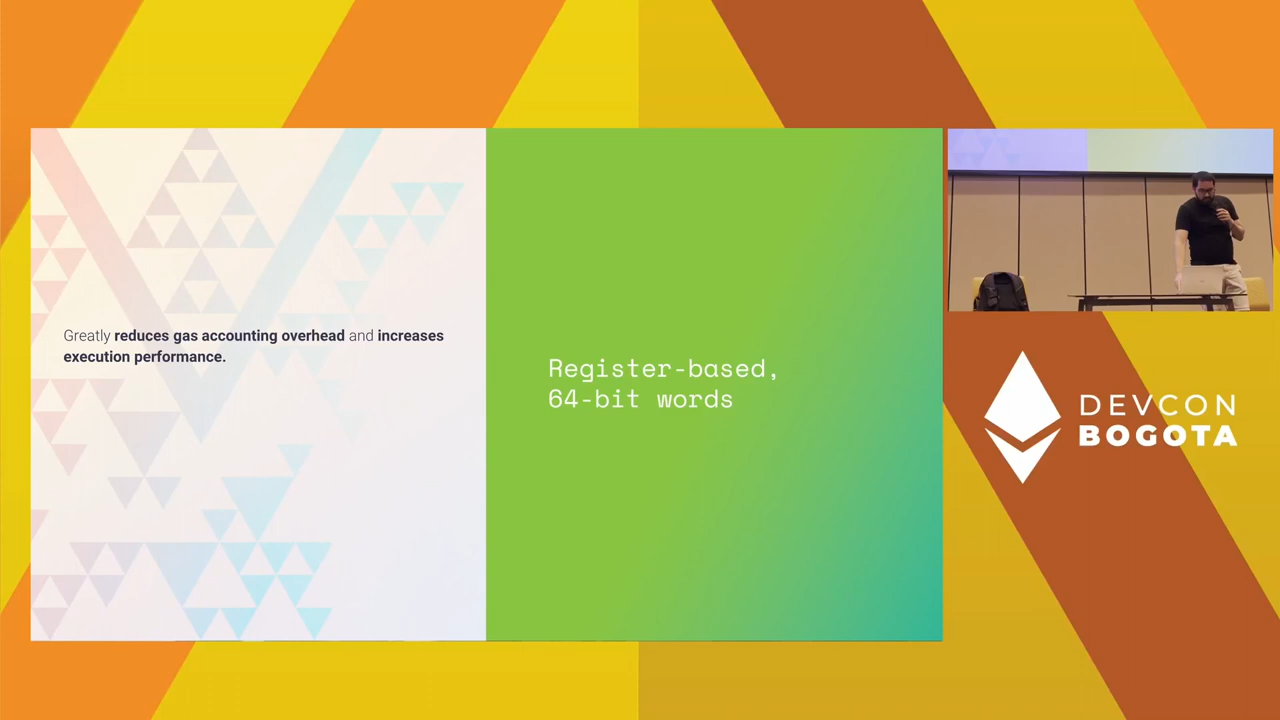 Greatly reduces gas accounting overhead and increases
execution performance.
Register-based,
64-bit words
DEVCON
BOGOTA